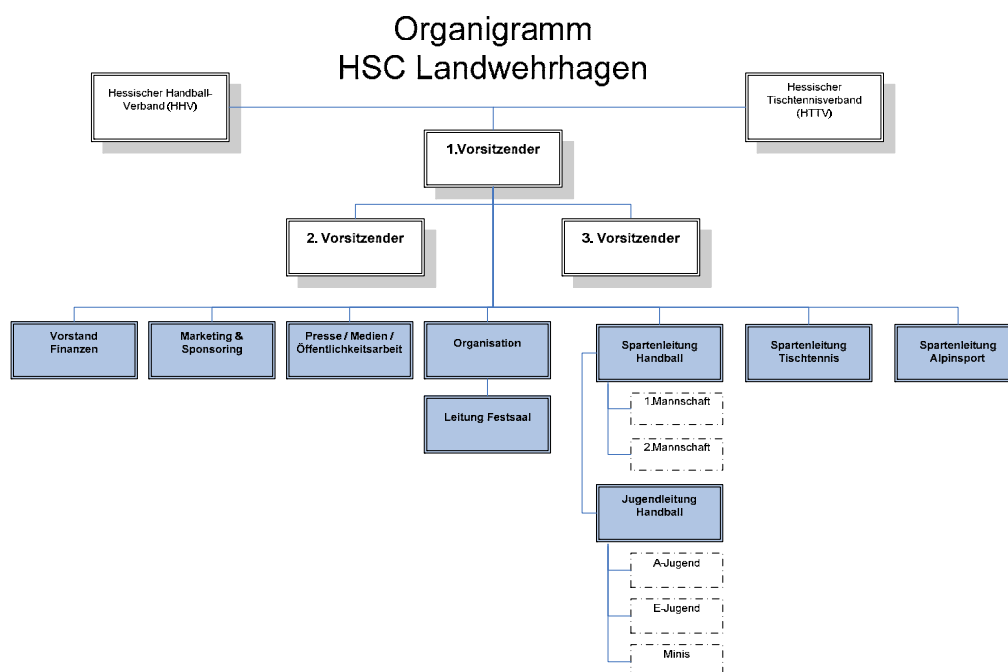 Organigramm
HSC Landwehrhagen
Hessischer Handball-
Verband (HHV)
Hessischer
Tischtennisverband
(HTTV)
1.Vorsitzender
2. Vorsitzender
3. Vorsitzender
Vorstand
Finanzen
Marketing &
Sponsoring
Presse / Medien /
Öffentlichkeitsarbeit
Organisation
Spartenleitung
Handball
Spartenleitung
Tischtennis
Spartenleitung
Alpinsport
Leitung Festsaal
1.Mannschaft
2.Mannschaft
Jugendleitung
Handball
A-Jugend
E-Jugend
Minis